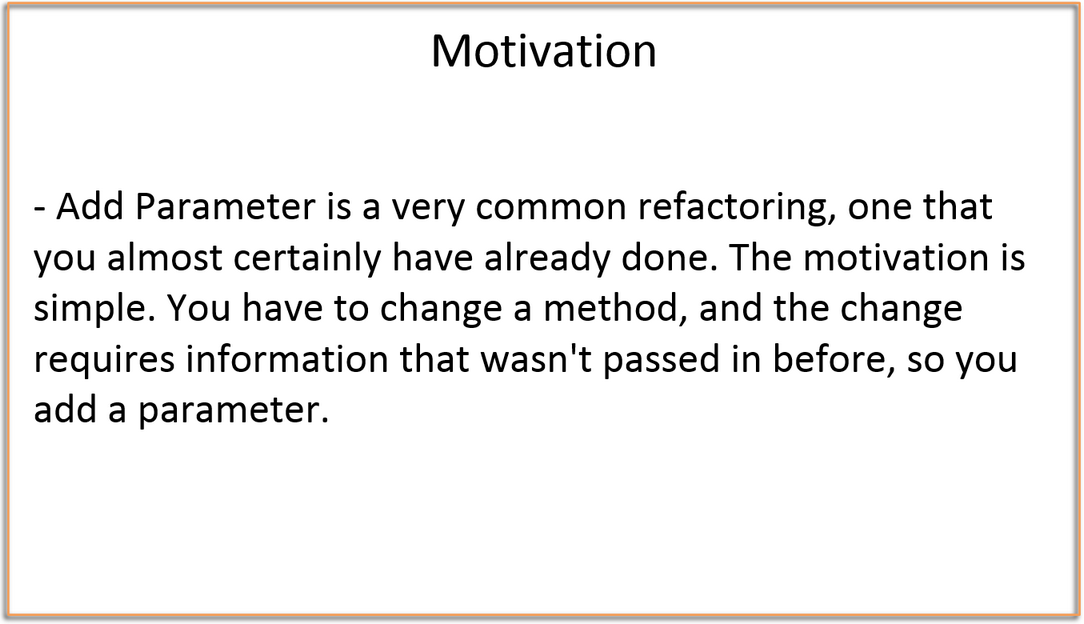 Motivation
- Add Parameter is a very common refactoring, one that
you almost certainly have already done. The motivation is
simple. You have to change a method, and the change
requires information that wasn't passed in before, so you
add a parameter.